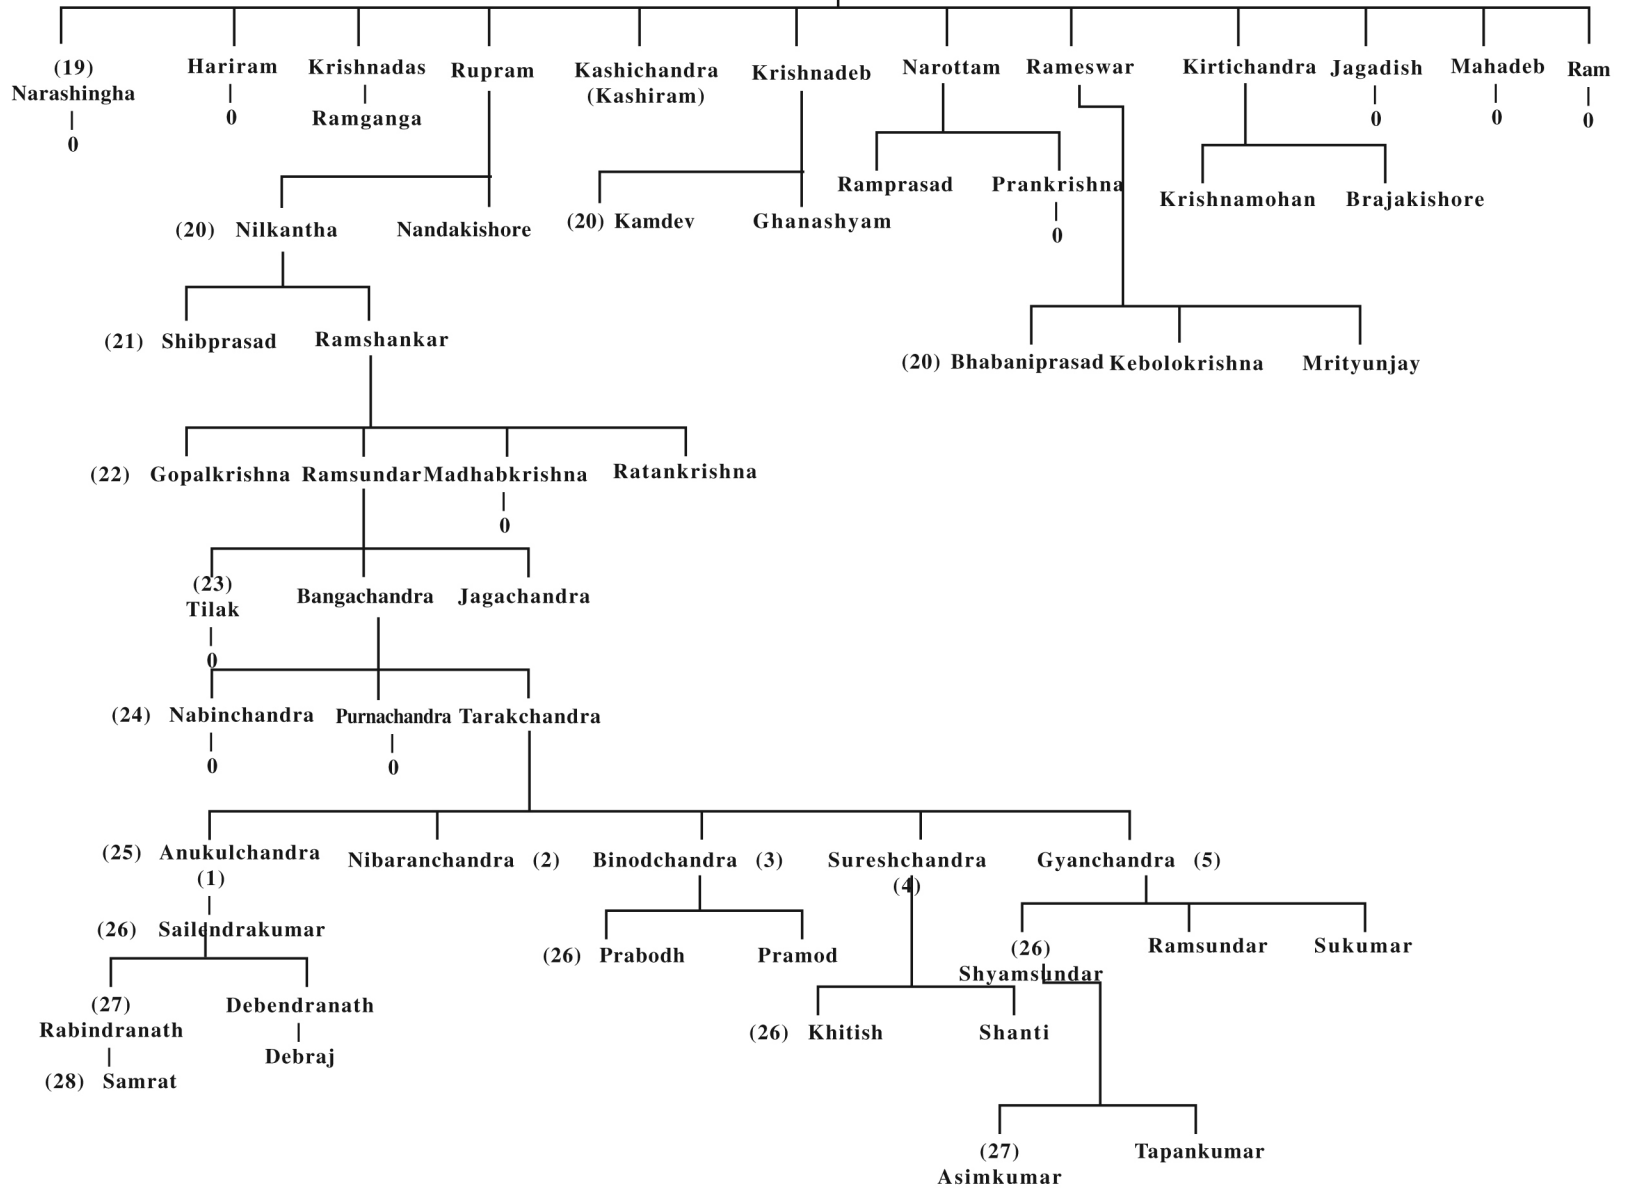 (19) Hariram Krishnadas Rupram Kashichandra Krishnadeb Narottam Rameswar Kirtichandra Jagadish Mahadeb Ram
Narashingha (Kashiram)
0 0 Ramganga 0 0 0
Ramprasad Prankrishna Krishnamohan Brajakishore
0
(20) Nilkantha Nandakishore (20) Kamdev Ghanashyam
(21) Shibprasad Ramshankar
(20) Bhabaniprasad Kebolokrishna Mrityunjay
(22) Gopalkrishna Ramsundar Madhabkrishna Ratankrishna
0
(23)
Tilak Bangachandra Jagachandra
0
(24) Nabinchandra Purnachandra Tarakchandra
0 0
(25) Anukulchandra Nibaranchandra (2) Binodchandra (3) Sureshchandra Gyanchandra (5)
(1) (4)
(26) Sailendrakumar
(26) Prabodh Pramod (26) Ramsundar Sukumar
Shyamsundar
(27) Debendranath
Rabindranath (26) Khitish Shanti
Debraj
(28) Samrat
(27) Tapankumar
Asimkumar